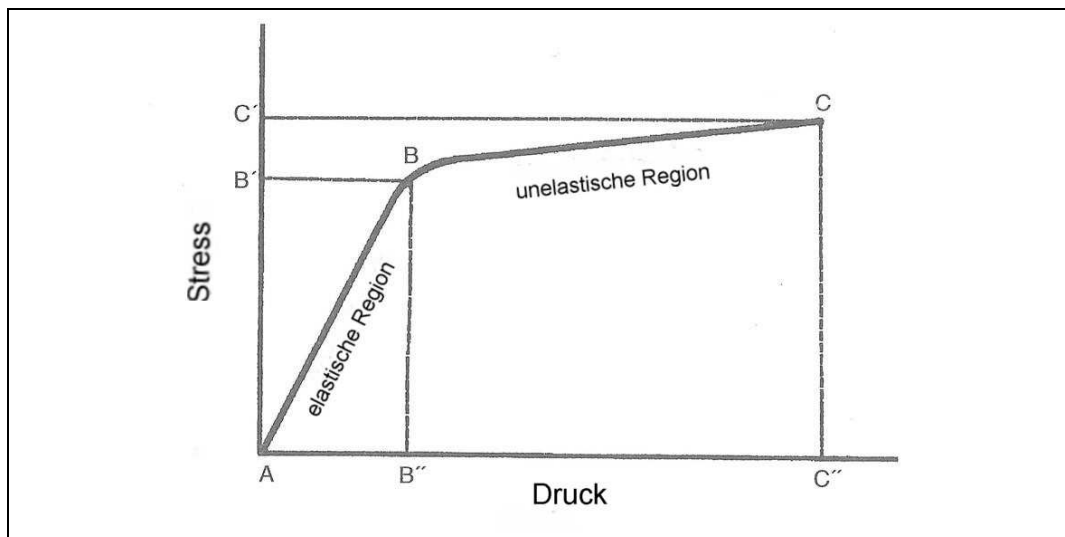 C´
C
B
B´
unelastische Region
Stress
elastische Region
A
B´´
C´´
Druck